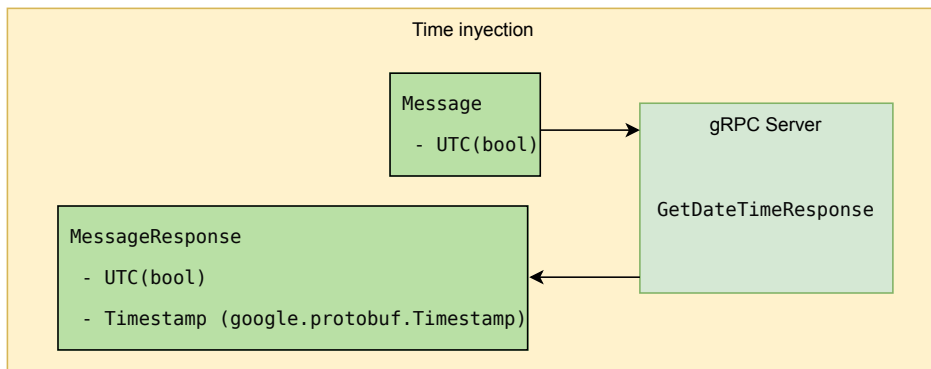 Time inyection
Message
- UTC(bool)
gRPC Server
GetDateTimeResponse
MessageResponse
- UTC(bool)
- Timestamp (google.protobuf.Timestamp)